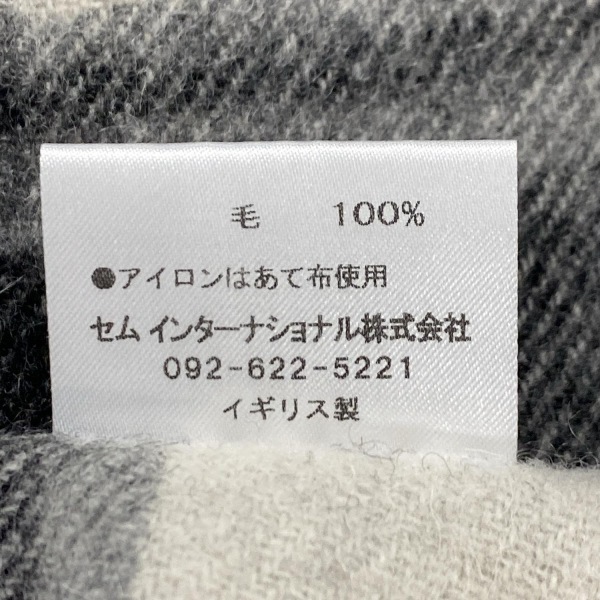 毛 100%
●アイロンはあて布使用
セム インターナショナル株式会社
092-622-5221
イギリス製